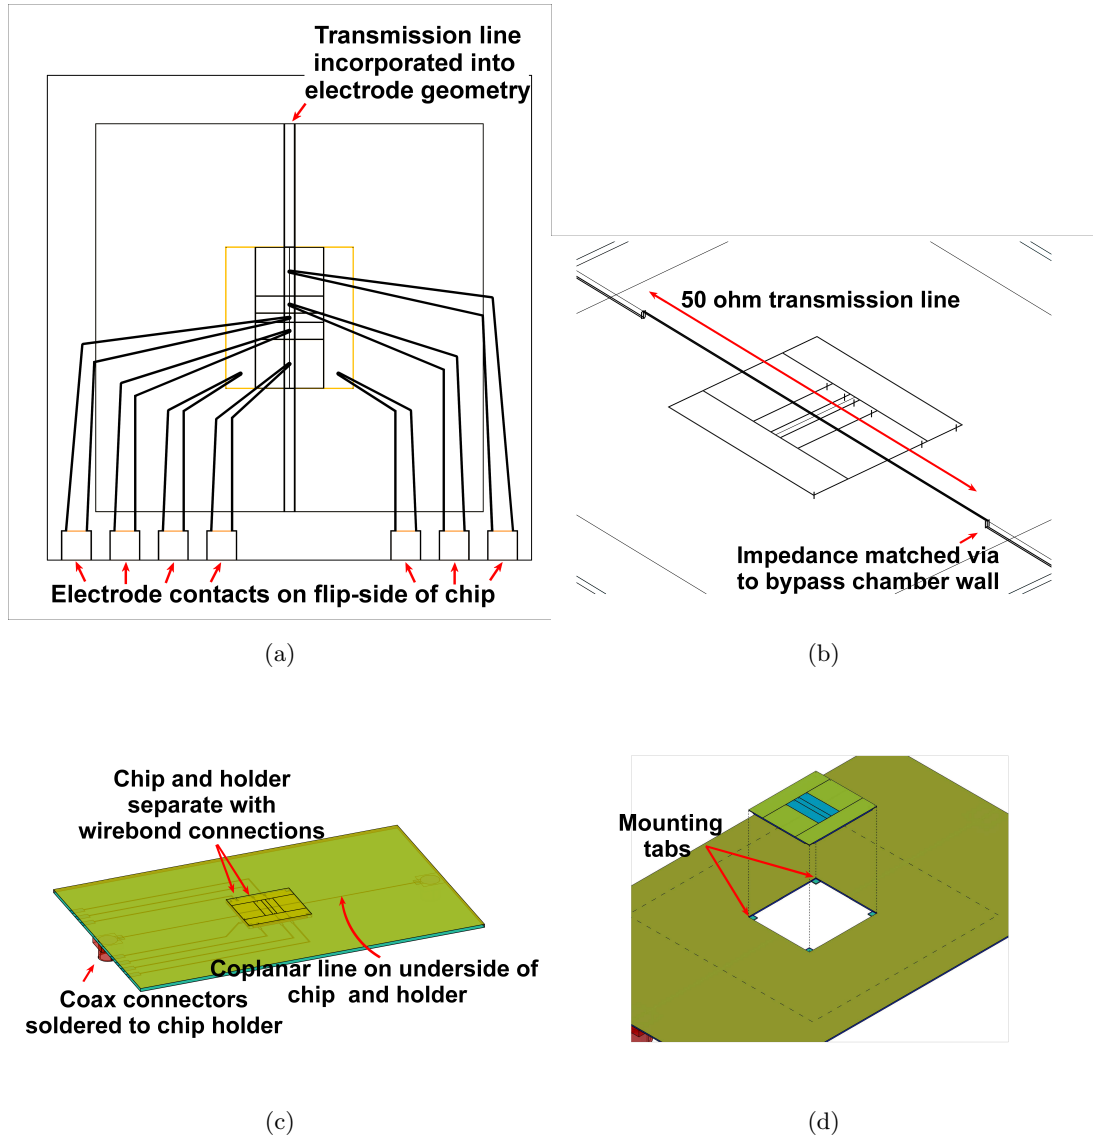 Transmission line
incorporated into
electrode geometry
Electrode contacts on flip-side of chip
(a)
50 ohm transmission line
Impedance matched via
to bypass chamber wall
(b)
Chip and holder
separate with
wirebond connections
Coplanar line on underside of
chip and holder
Coax connectors
soldered to chip holder
(c)
Mounting
tabs
(d)